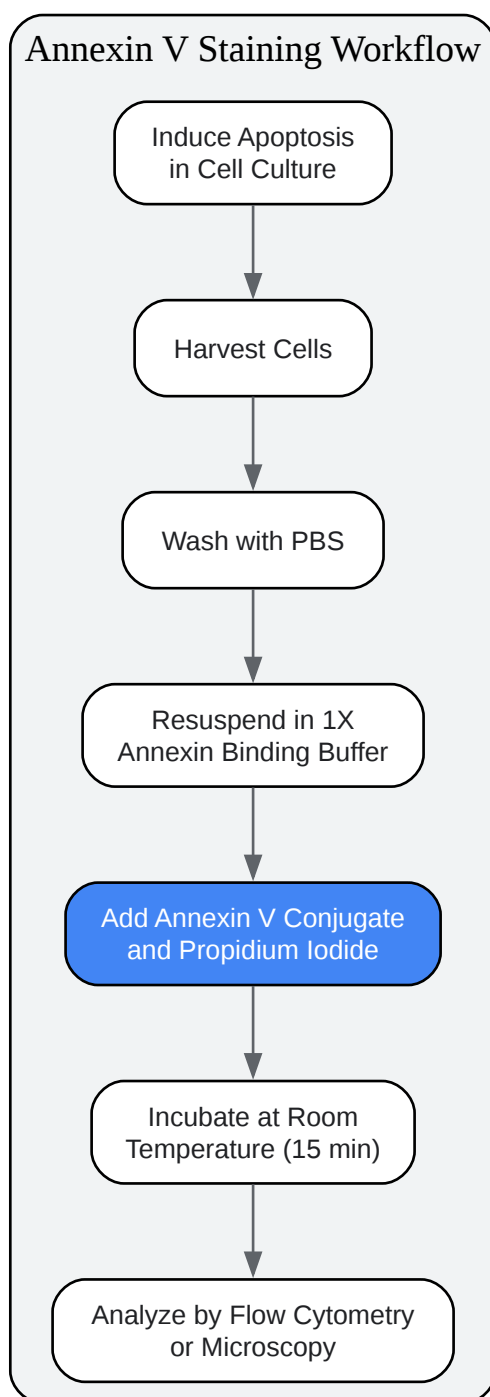 Annexin V Staining Workflow
Induce Apoptosis
in Cell Culture
Harvest Cells
Wash with PBS
Resuspend in 1X
Annexin Binding Buffer
Add Annexin V Conjugate
and Propidium Iodide
Incubate at Room
Temperature (15 min)
Analyze by Flow Cytometry
or Microscopy